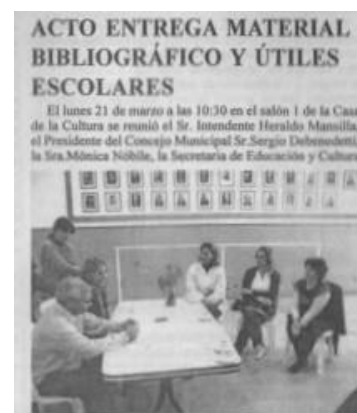 ACTO ENTREGA MATERIAL
BIBLIOGRÁFICO Y ÚTILES
ESCOLARES
El lunes 21 de marzo a las 10:30 en el salón 1 de la Casa
de la Cultura se reunió el Sr. Intendente Heraldo Mansilla,
el Presidente del Concejo Municipal Sr.Sergio Debenedetti,
la Sra.Mónica Nóbile, la Secretaria de Educación y Cultura